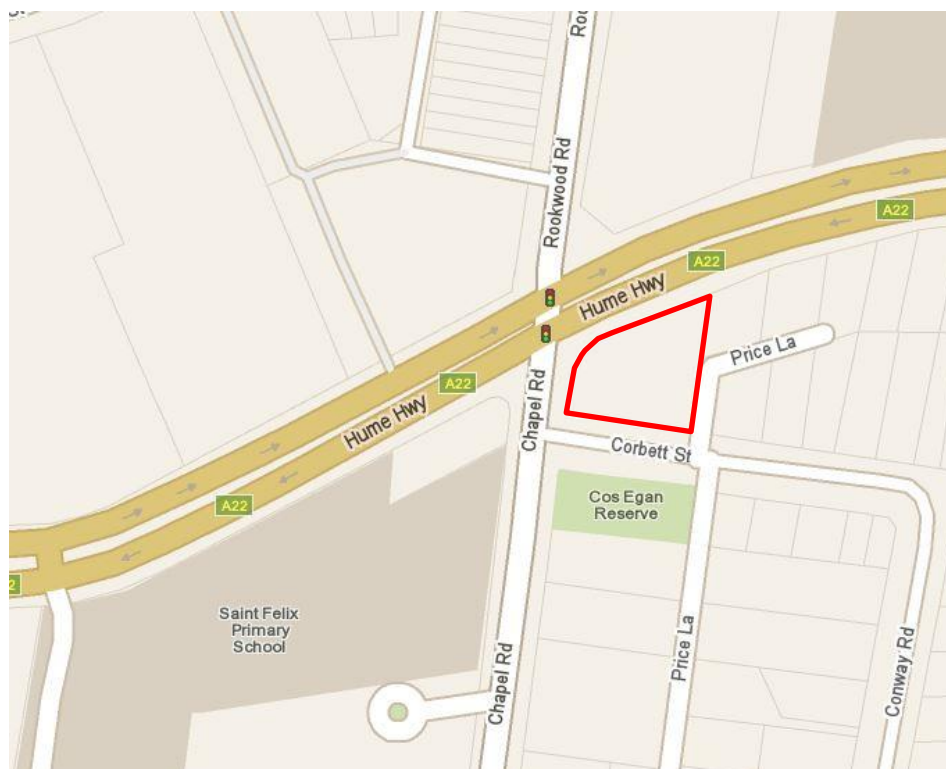 Rookwood Rd
A22
A22
Hume Hwy
Price La
A22
Chapel Rd
Hume Hwy
Corbett St
Cos Egan
Reserve
A22
Saint Felix
Primary
School
Price La
Conway Rd
Chapel Rd